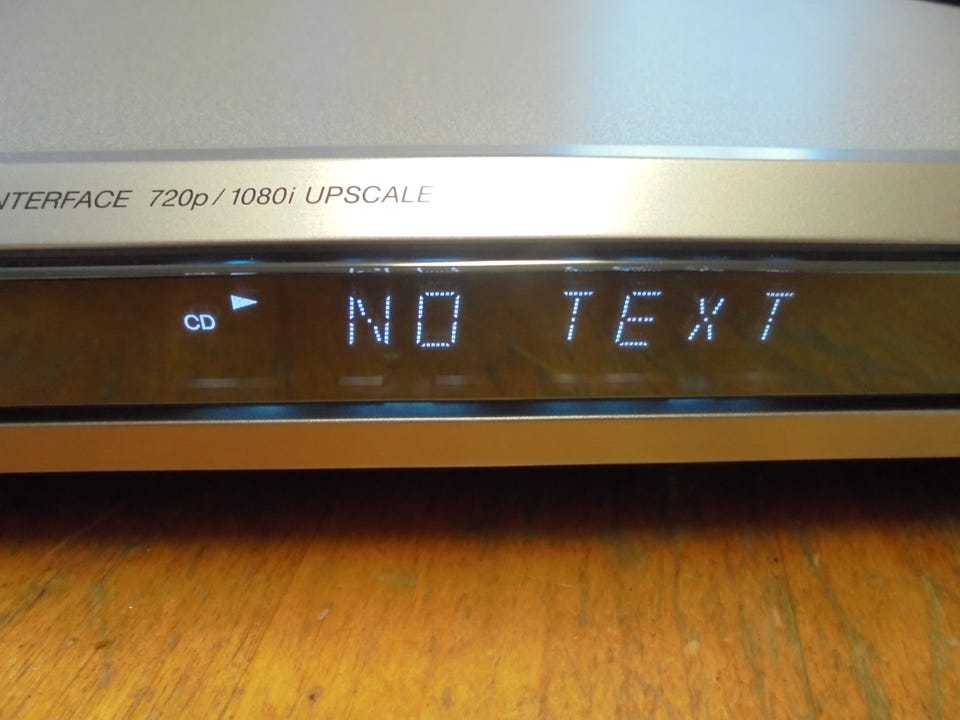 NTERFACE 720p / 1080i UPSCALE
CD NO TEXT